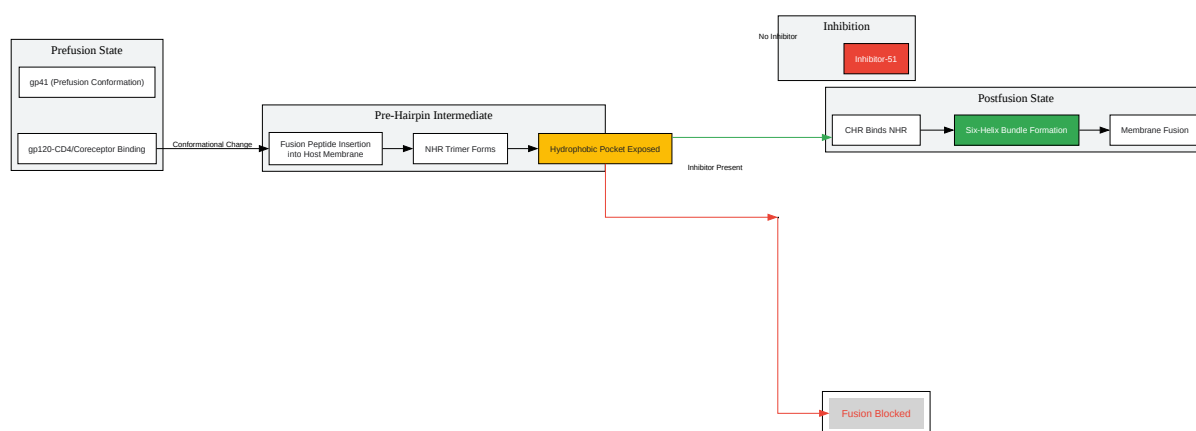 Prefusion State
gp41 (Prefusion Conformation)
gp120-CD4/Coreceptor Binding
Conformational Change
Pre-Hairpin Intermediate
Fusion Peptide Insertion
into Host Membrane
NHR Trimer Forms
Hydrophobic Pocket Exposed
Inhibitor Present
No Inhibitor
Inhibition
Inhibitor-51
Postfusion State
CHR Binds NHR
Six-Helix Bundle Formation
Membrane Fusion
Fusion Blocked